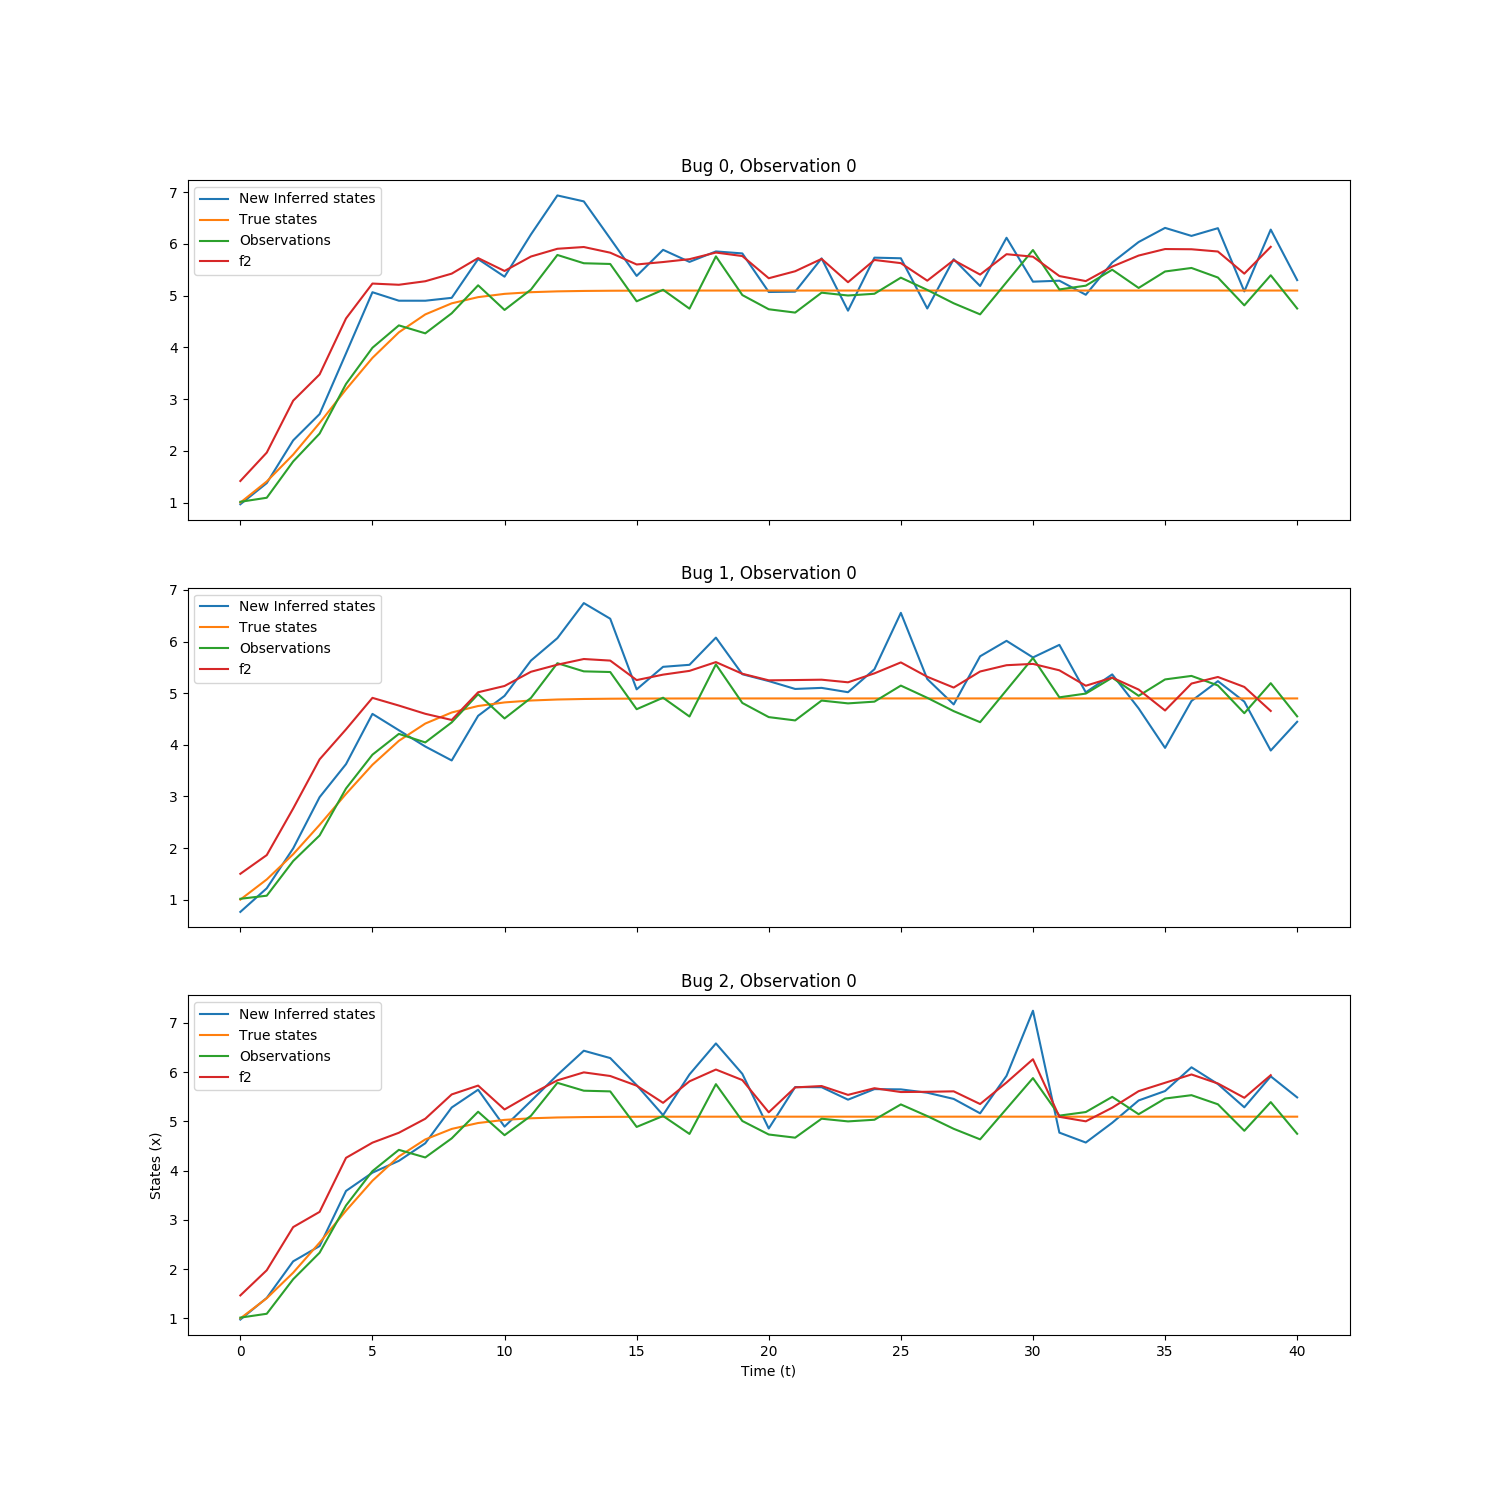 Bug 0, Observation 0
7
6
5
4
3
2
1
New Inferred states
True states
Observations
f2
Bug 1, Observation 0
7
6
5
4
3
2
1
New Inferred states
True states
Observations
f2
Bug 2, Observation 0
7
6
5
4
3
2
1
New Inferred states
True states
Observations
f2
States (x)
0 5 10 15 20 25 30 35 40
Time (t)